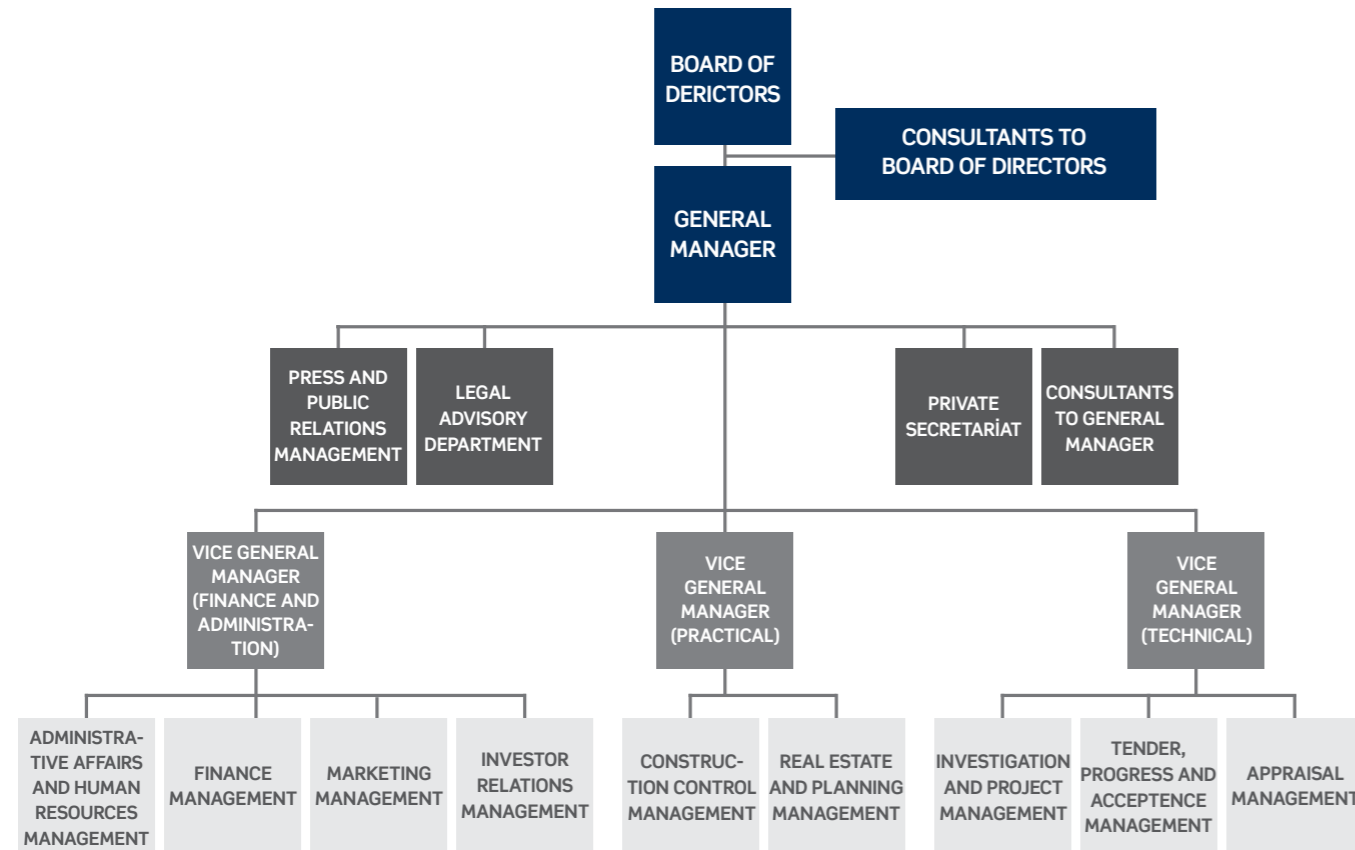 BOARD OF
DERICTORS
CONSULTANTS TO
BOARD OF DIRECTORS
GENERAL
MANAGER
PRESS AND
PUBLIC
RELATIONS
MANAGEMENT
LEGAL
ADVISORY
DEPARTMENT
PRIVATE
SECRETARİAT
CONSULTANTS
TO GENERAL
MANAGER
VICE GENERAL
MANAGER
(FINANCE AND
ADMINISTRA-
TION)
VICE
GENERAL
MANAGER
(PRACTICAL)
VICE
GENERAL
MANAGER
(TECHNICAL)
ADMINISTRA-
TIVE AFFAIRS
AND HUMAN
RESOURCES
MANAGEMENT
FINANCE
MANAGEMENT
MARKETING
MANAGEMENT
INVESTOR
RELATIONS
MANAGEMENT
CONSTRUC-
TION CONTROL
MANAGEMENT
REAL ESTATE
AND PLANNING
MANAGEMENT
INVESTIGATION
AND PROJECT
MANAGEMENT
TENDER,
PROGRESS AND
ACCEPTENCE
MANAGEMENT
APPRAISAL
MANAGEMENT